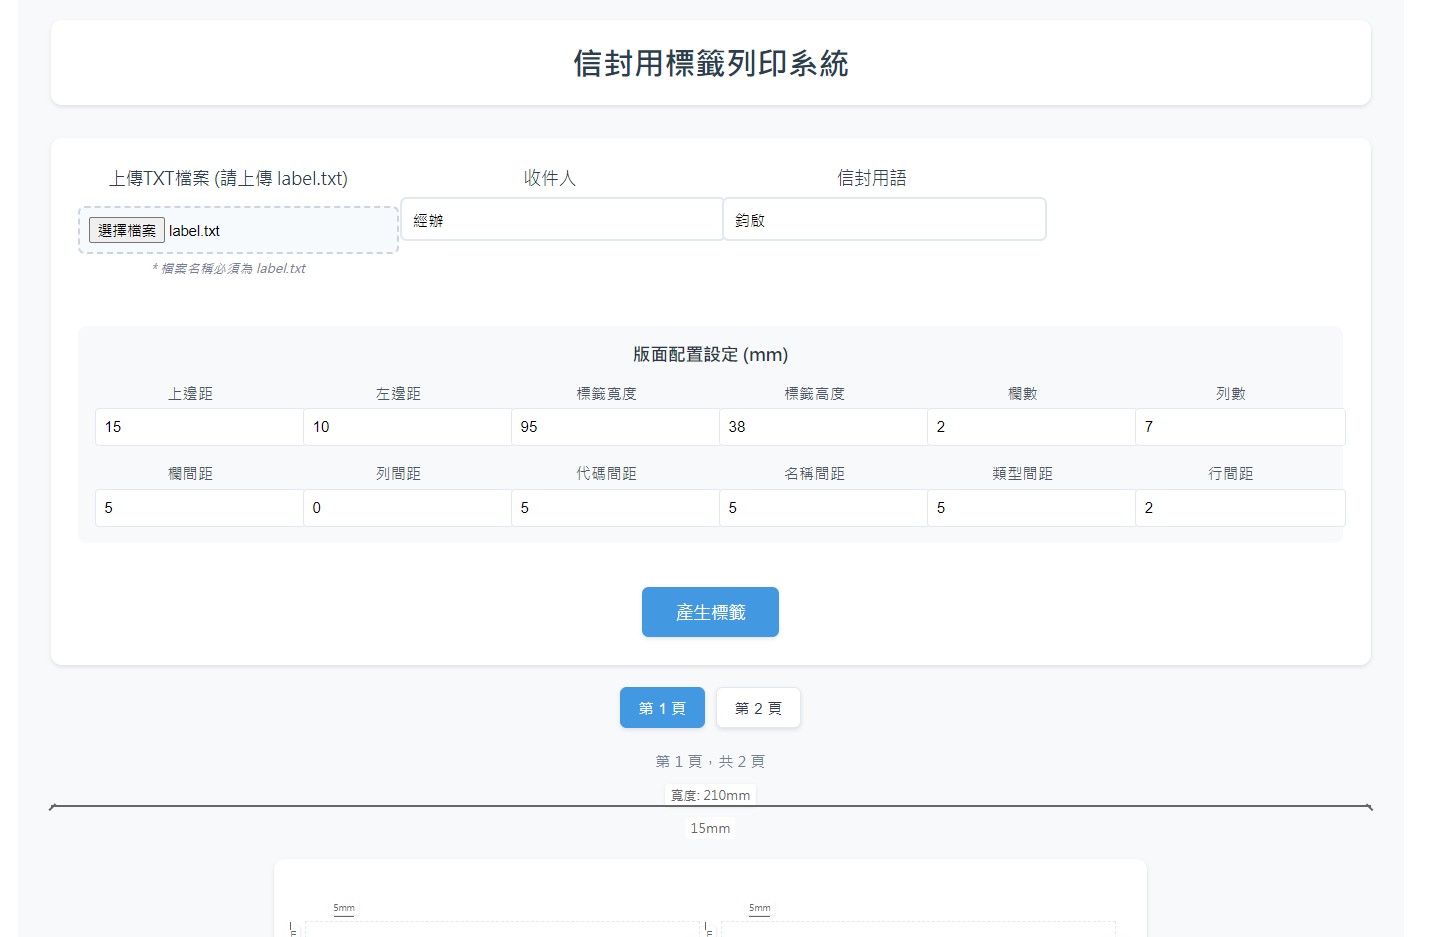 信封用標籤列印系統
上傳TXT檔案 (請上傳 label.txt)
收件人
信封用語
選擇檔案 label.txt
經辦
鈞啟
* 檔案名稱必須為 label.txt
版面配置設定 (mm)
上邊距 左邊距 標籤寬度 標籤高度 欄數 列數
15 10 95 38 2 7
欄間距 列間距 代碼間距 名稱間距 類型間距 行間距
5 0 5 5 5 2
產生標籤
第 1 頁 第 2 頁
第 1 頁，共 2 頁
寬度: 210mm
15mm
5mm 5mm